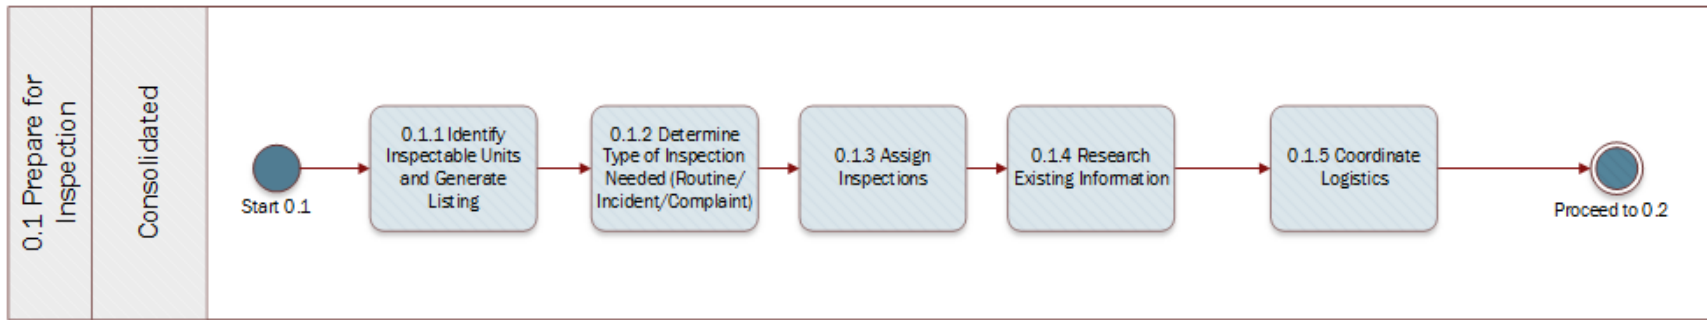 0.1 Prepare for
Inspection
Consolidated
Start 0.1
0.1.1 Identify
Inspectable Units
and Generate
Listing
0.1.2 Determine
Type of Inspection
Needed (Routine/
Incident/Complaint)
0.1.3 Assign
Inspections
0.1.4 Research
Existing Information
0.1.5 Coordinate
Logistics
Proceed to 0.2